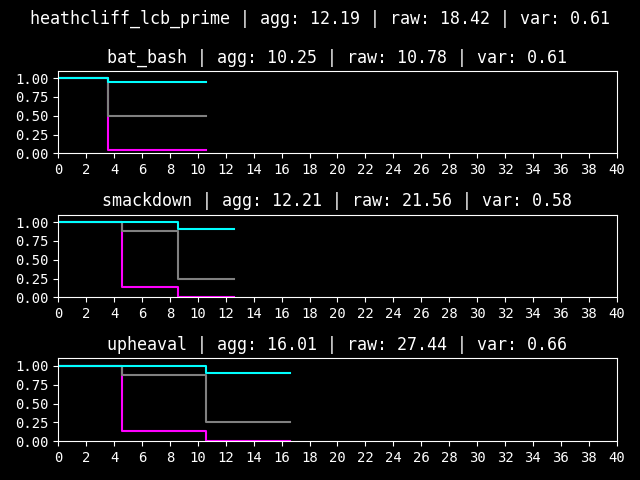 heathcliff_lcb_prime | agg: 12.19 | raw: 18.42 | var: 0.61
bat_bash | agg: 10.25 | raw: 10.78 | var: 0.61
1.00
0.75
0.50
0.25
0.00
0 2 4 6 8 10 12 14 16 18 20 22 24 26 28 30 32 34 36 38 40
smackdown | agg: 12.21 | raw: 21.56 | var: 0.58
1.00
0.75
0.50
0.25
0.00
0 2 4 6 8 10 12 14 16 18 20 22 24 26 28 30 32 34 36 38 40
upheaval | agg: 16.01 | raw: 27.44 | var: 0.66
1.00
0.75
0.50
0.25
0.00
0 2 4 6 8 10 12 14 16 18 20 22 24 26 28 30 32 34 36 38 40